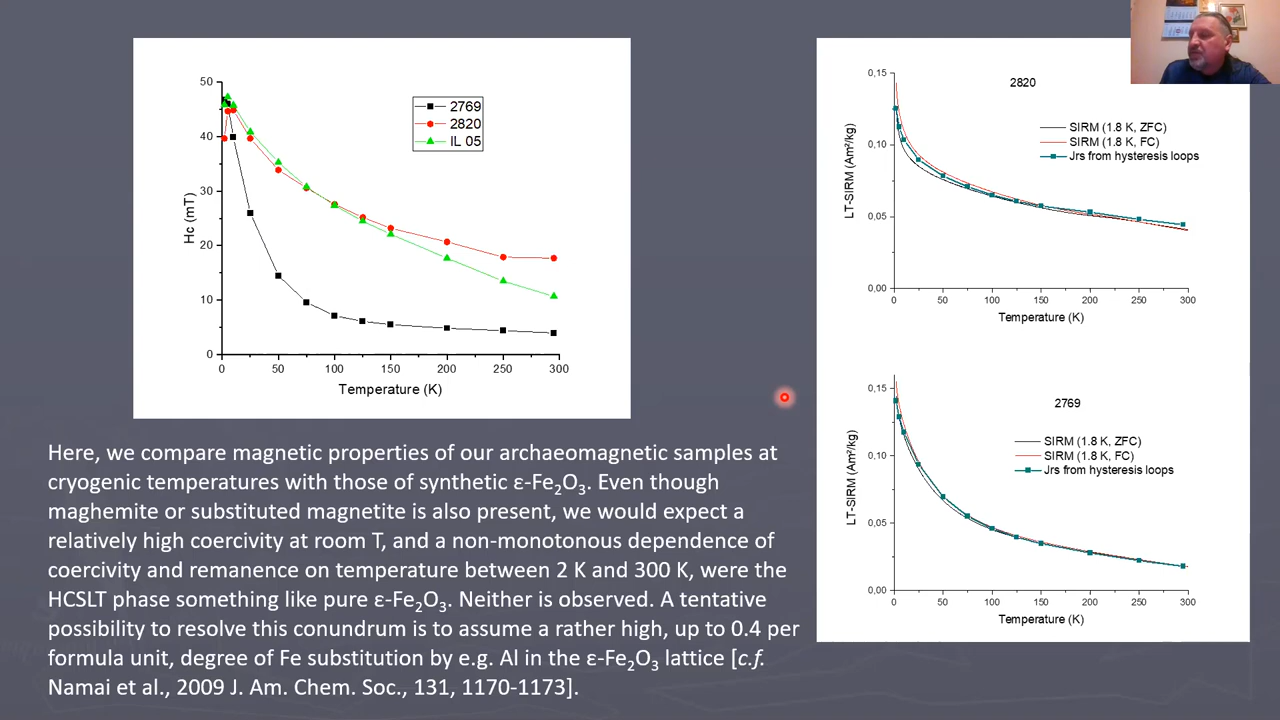 50
40
30
20
10
0
Hc (mT)
2769
2820
IL 05
0 50 100 150 200 250 300
Temperature (K)
0,15
0,10
0,05
0,00
LT-SIRM (Am²/kg)
2820
SIRM (1.8 K, ZFC)
SIRM (1.8 K, FC)
Jrs from hysteresis loops
0 50 100 150 200 250 300
Temperature (K)
0,15
0,10
0,05
0,00
LT-SIRM (Am²/kg)
2769
SIRM (1.8 K, ZFC)
SIRM (1.8 K, FC)
Jrs from hysteresis loops
0 50 100 150 200 250 300
Temperature (K)
Here, we compare magnetic properties of our archaeomagnetic samples at
cryogenic temperatures with those of synthetic ε-Fe₂O₃. Even though
maghemite or substituted magnetite is also present, we would expect a
relatively high coercivity at room T, and a non-monotonous dependence of
coercivity and remanence on temperature between 2 K and 300 K, were the
HCSLT phase something like pure ε-Fe₂O₃. Neither is observed. A tentative
possibility to resolve this conundrum is to assume a rather high, up to 0.4 per
formula unit, degree of Fe substitution by e.g. Al in the ε-Fe₂O₃ lattice [c.f.
Namai et al., 2009 J. Am. Chem. Soc., 131, 1170-1173].